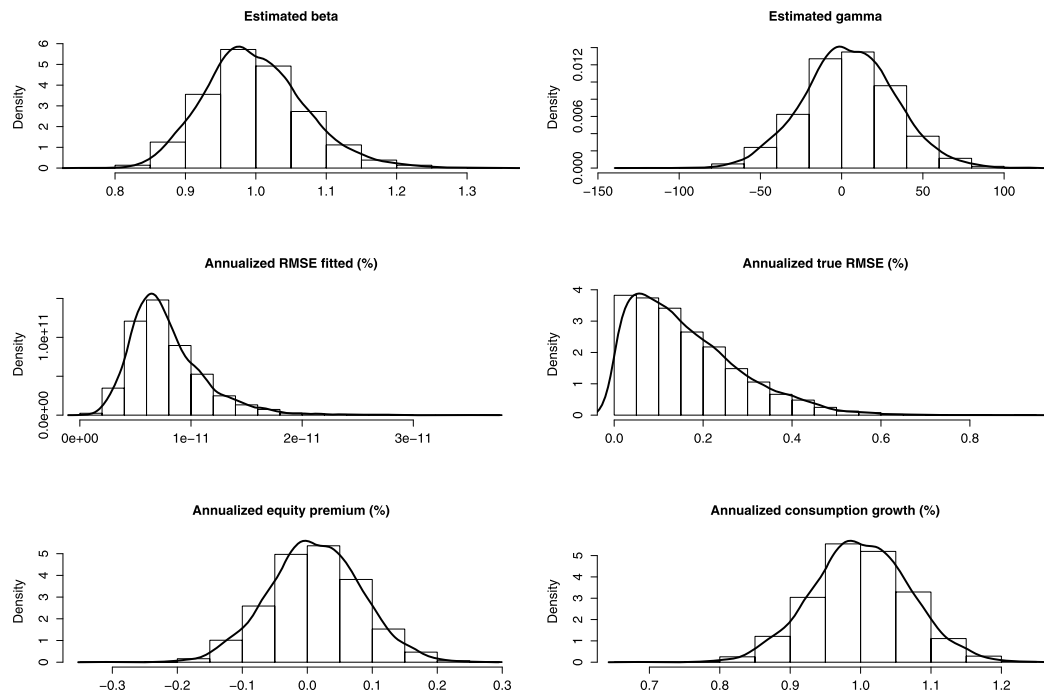 Estimated beta
Density
0 1 2 3 4 5 6
0.8 0.9 1.0 1.1 1.2 1.3
Estimated gamma
Density
0.000 0.006 0.012
−150 −100 −50 0 50 100
Annualized RMSE fitted (%)
Density
0.0e+00 1.0e+11
0e+00 1e−11 2e−11 3e−11
Annualized true RMSE (%)
Density
0 1 2 3 4
0.0 0.2 0.4 0.6 0.8
Annualized equity premium (%)
Density
0 1 2 3 4 5
−0.3 −0.2 −0.1 0.0 0.1 0.2 0.3
Annualized consumption growth (%)
Density
0 1 2 3 4 5
0.7 0.8 0.9 1.0 1.1 1.2